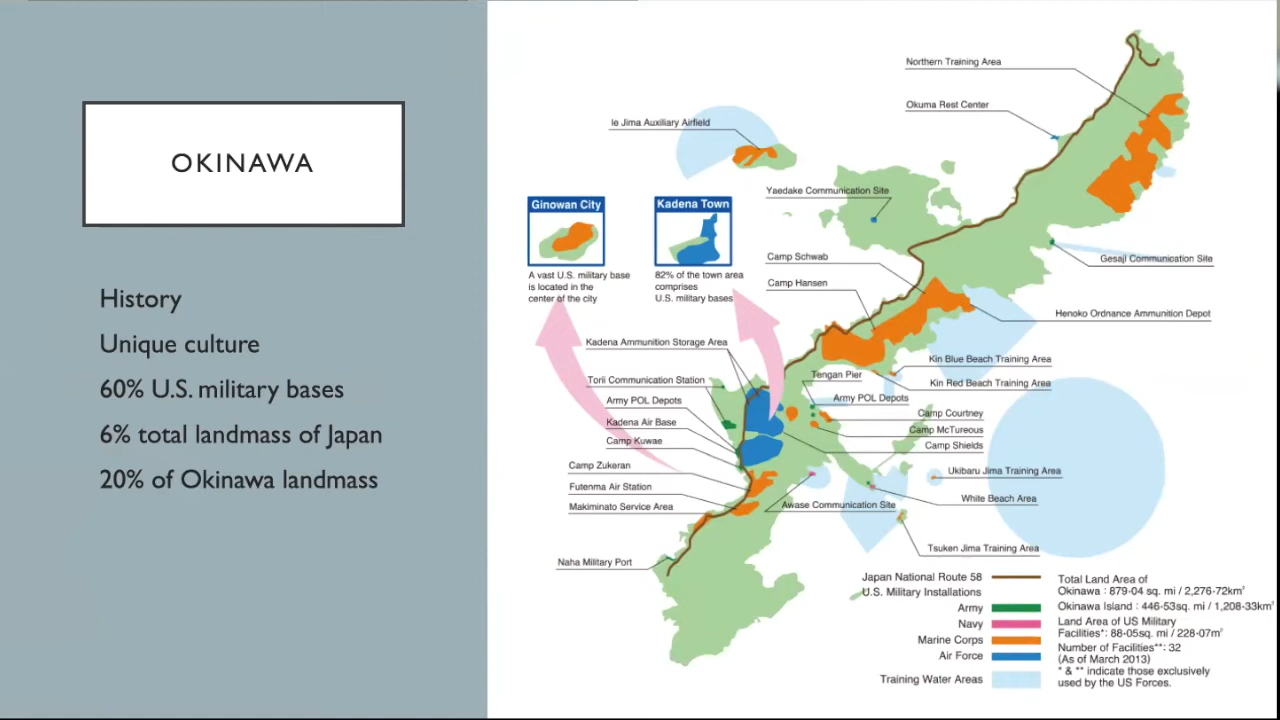 OKINAWA
History
Unique culture
60% U.S. military bases
6% total landmass of Japan
20% of Okinawa landmass
Northern Training Area
Okuma Rest Center
Ie Jima Auxiliary Airfield
Yaedake Communication Site
Ginowan City
A vast U.S. military base
is located in the
center of the city
Kadena Town
82% of the town area
comprises
U.S. military bases
Camp Schwab
Gesaji Communication Site
Camp Hansen
Henoko Ordnance Ammunition Depot
Kadena Ammunition Storage Area
Kin Blue Beach Training Area
Tengan Pier
Torii Communication Station
Kin Red Beach Training Area
Army POL Depots
Army POL Depots
Kadena Air Base
Camp Courtney
Camp McTureous
Camp Kuwae
Camp Shields
Camp Zukeran
Ukibaru Jima Training Area
Futenma Air Station
White Beach Area
Makiminato Service Area
Awase Communication Site
Tsuken Jima Training Area
Naha Military Port
Japan National Route 58
U.S. Military Installations
Army
Navy
Marine Corps
Air Force
Training Water Areas
Total Land Area of
Okinawa : 879-04 sq. mi / 2,276-72km²
Okinawa Island : 446-53sq. mi / 1,208-33km²
Land Area of US Military
Facilities*: 88-05sq. mi / 228-07m²
Number of Facilities**: 32
(As of March 2013)
* & ** indicate those exclusively
used by the US Forces.